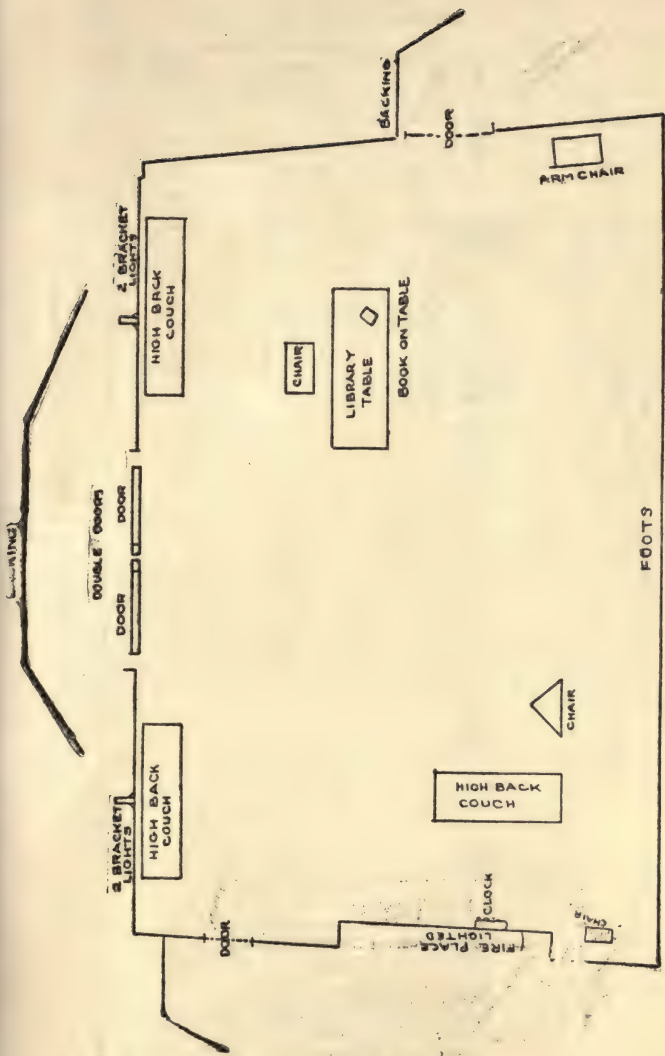 BACKING
DOUBLE DOORS
DOOR
DOOR
2 BRACKET
LIGHTS
HIGH BACK
COUCH
2 BRACKET
LIGHTS
HIGH BACK
COUCH
BACKING
DOOR
ARM CHAIR
CHAIR
LIBRARY
TABLE
BOOK ON TABLE
DOOR
FIRE PLACE
LIGHTED
CLOCK
HIGH BACK
COUCH
CHAIR
CHAIR
FOOTS